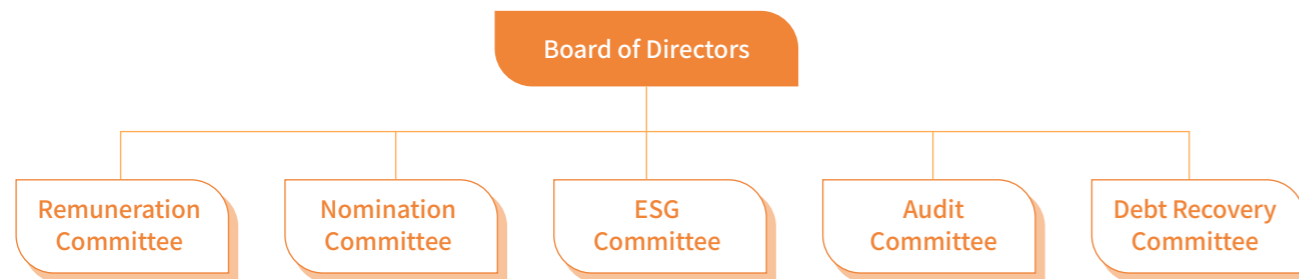 Board of Directors
Remuneration
Committee
Nomination
Committee
ESG
Committee
Audit
Committee
Debt Recovery
Committee